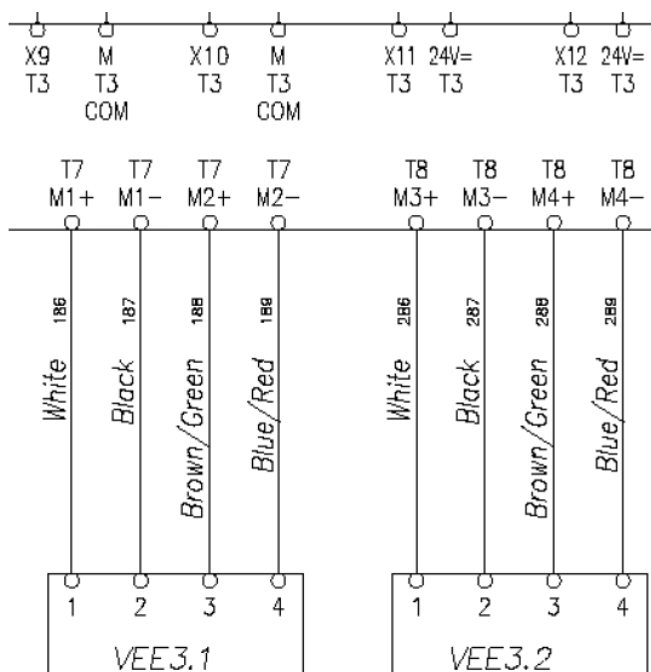 X9 M X10 M X11 24V= X12 24V=
T3 T3 T3 T3 T3 T3 T3 T3
COM COM
T7 T7 T7 T7 T8 T8 T8 T8
M1+ M1- M2+ M2- M3+ M3- M4+ M4-
186 187 188 189 286 287 288 289
White Black Brown/Green Blue/Red White Black Brown/Green Blue/Red
1 2 3 4 1 2 3 4
VEE3.1 VEE3.2